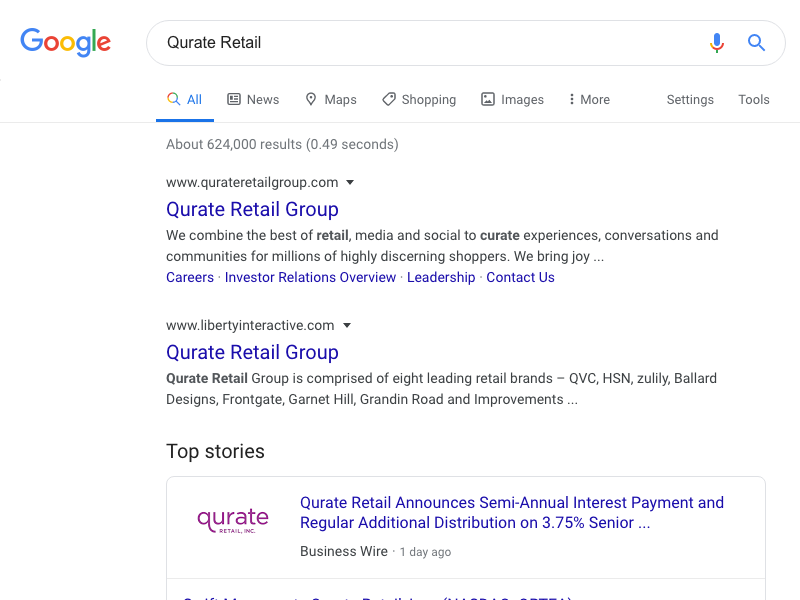 Google
Qurate Retail
All News Maps Shopping Images More Settings Tools
About 624,000 results (0.49 seconds)
www.qurateretailgroup.com
Qurate Retail Group
We combine the best of retail, media and social to curate experiences, conversations and
communities for millions of highly discerning shoppers. We bring joy ...
Careers · Investor Relations Overview · Leadership · Contact Us
www.libertyinteractive.com
Qurate Retail Group
Qurate Retail Group is comprised of eight leading retail brands – QVC, HSN, zulily, Ballard
Designs, Frontgate, Garnet Hill, Grandin Road and Improvements ...
Top stories
qurate
RETAIL, INC.
Qurate Retail Announces Semi-Annual Interest Payment and
Regular Additional Distribution on 3.75% Senior ...
Business Wire · 1 day ago